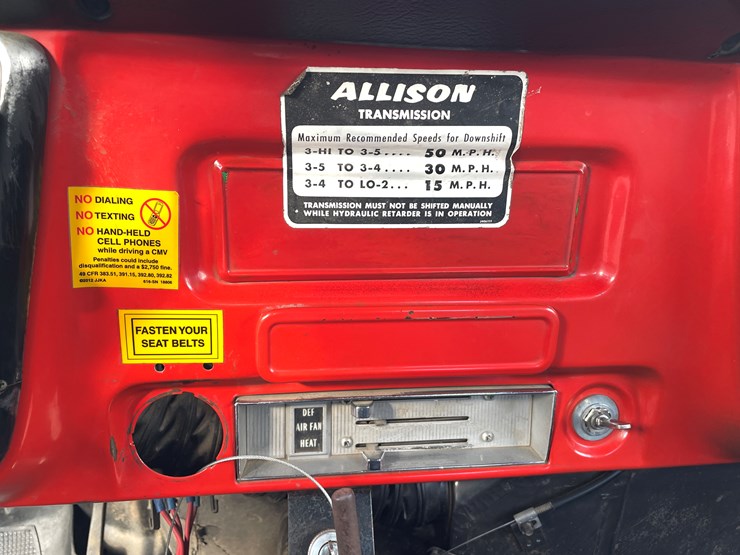 ALLISON
TRANSMISSION
Maximum Recommended Speeds for Downshift
3-HI TO 3-5.... 50 M.P.H.
3-5 TO 3-4.... 30 M.P.H.
3-4 TO LO-2... 15 M.P.H.
TRANSMISSION MUST NOT BE SHIFTED MANUALLY
WHILE HYDRAULIC RETARDER IS IN OPERATION
NO DIALING
NO TEXTING
NO HAND-HELD
CELL PHONES
while driving a CMV
Penalties could include
disqualification and a $2,750 fine.
49 CFR 383.51, 391.15, 392.80, 392.82
FASTEN YOUR
SEAT BELTS
DEF
AIR FAN
HEAT